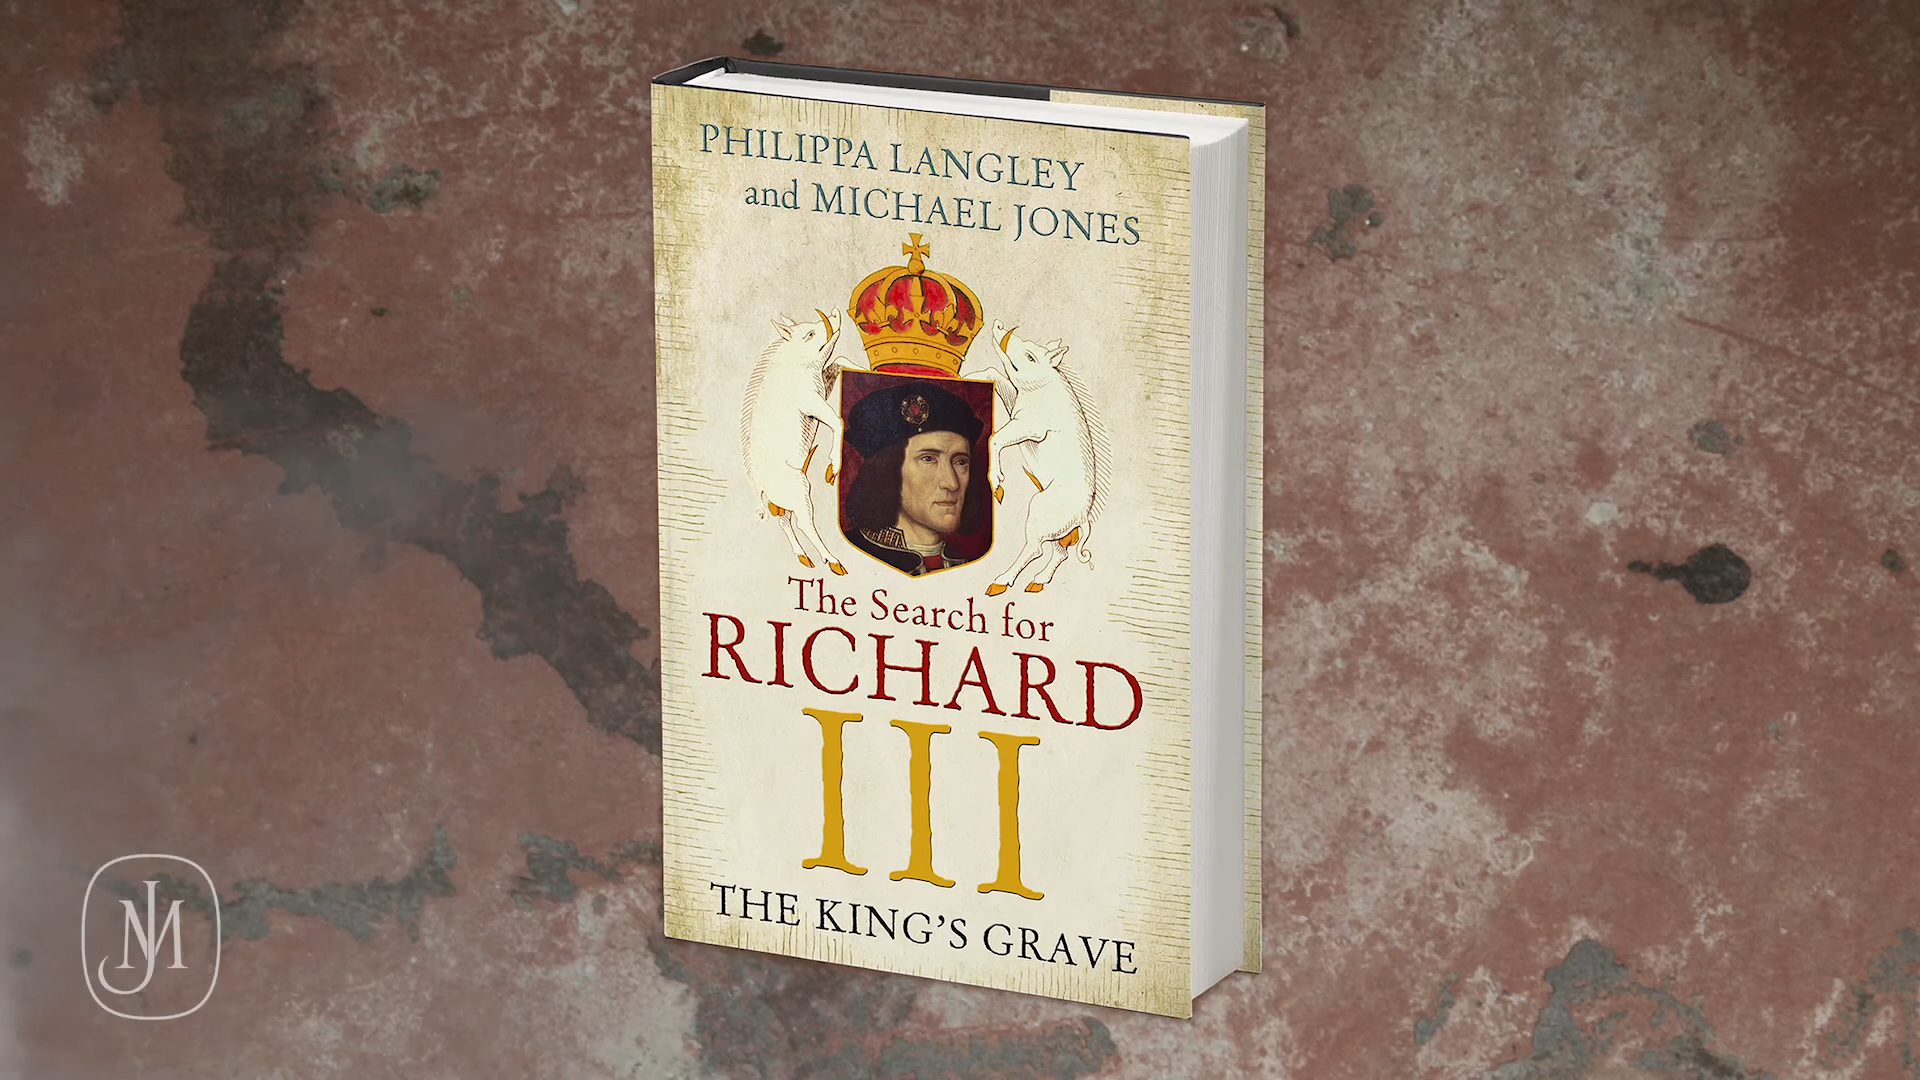 PHILIPPA LANGLEY
and MICHAEL JONES
The Search for
RICHARD
III
THE KING'S GRAVE
JM